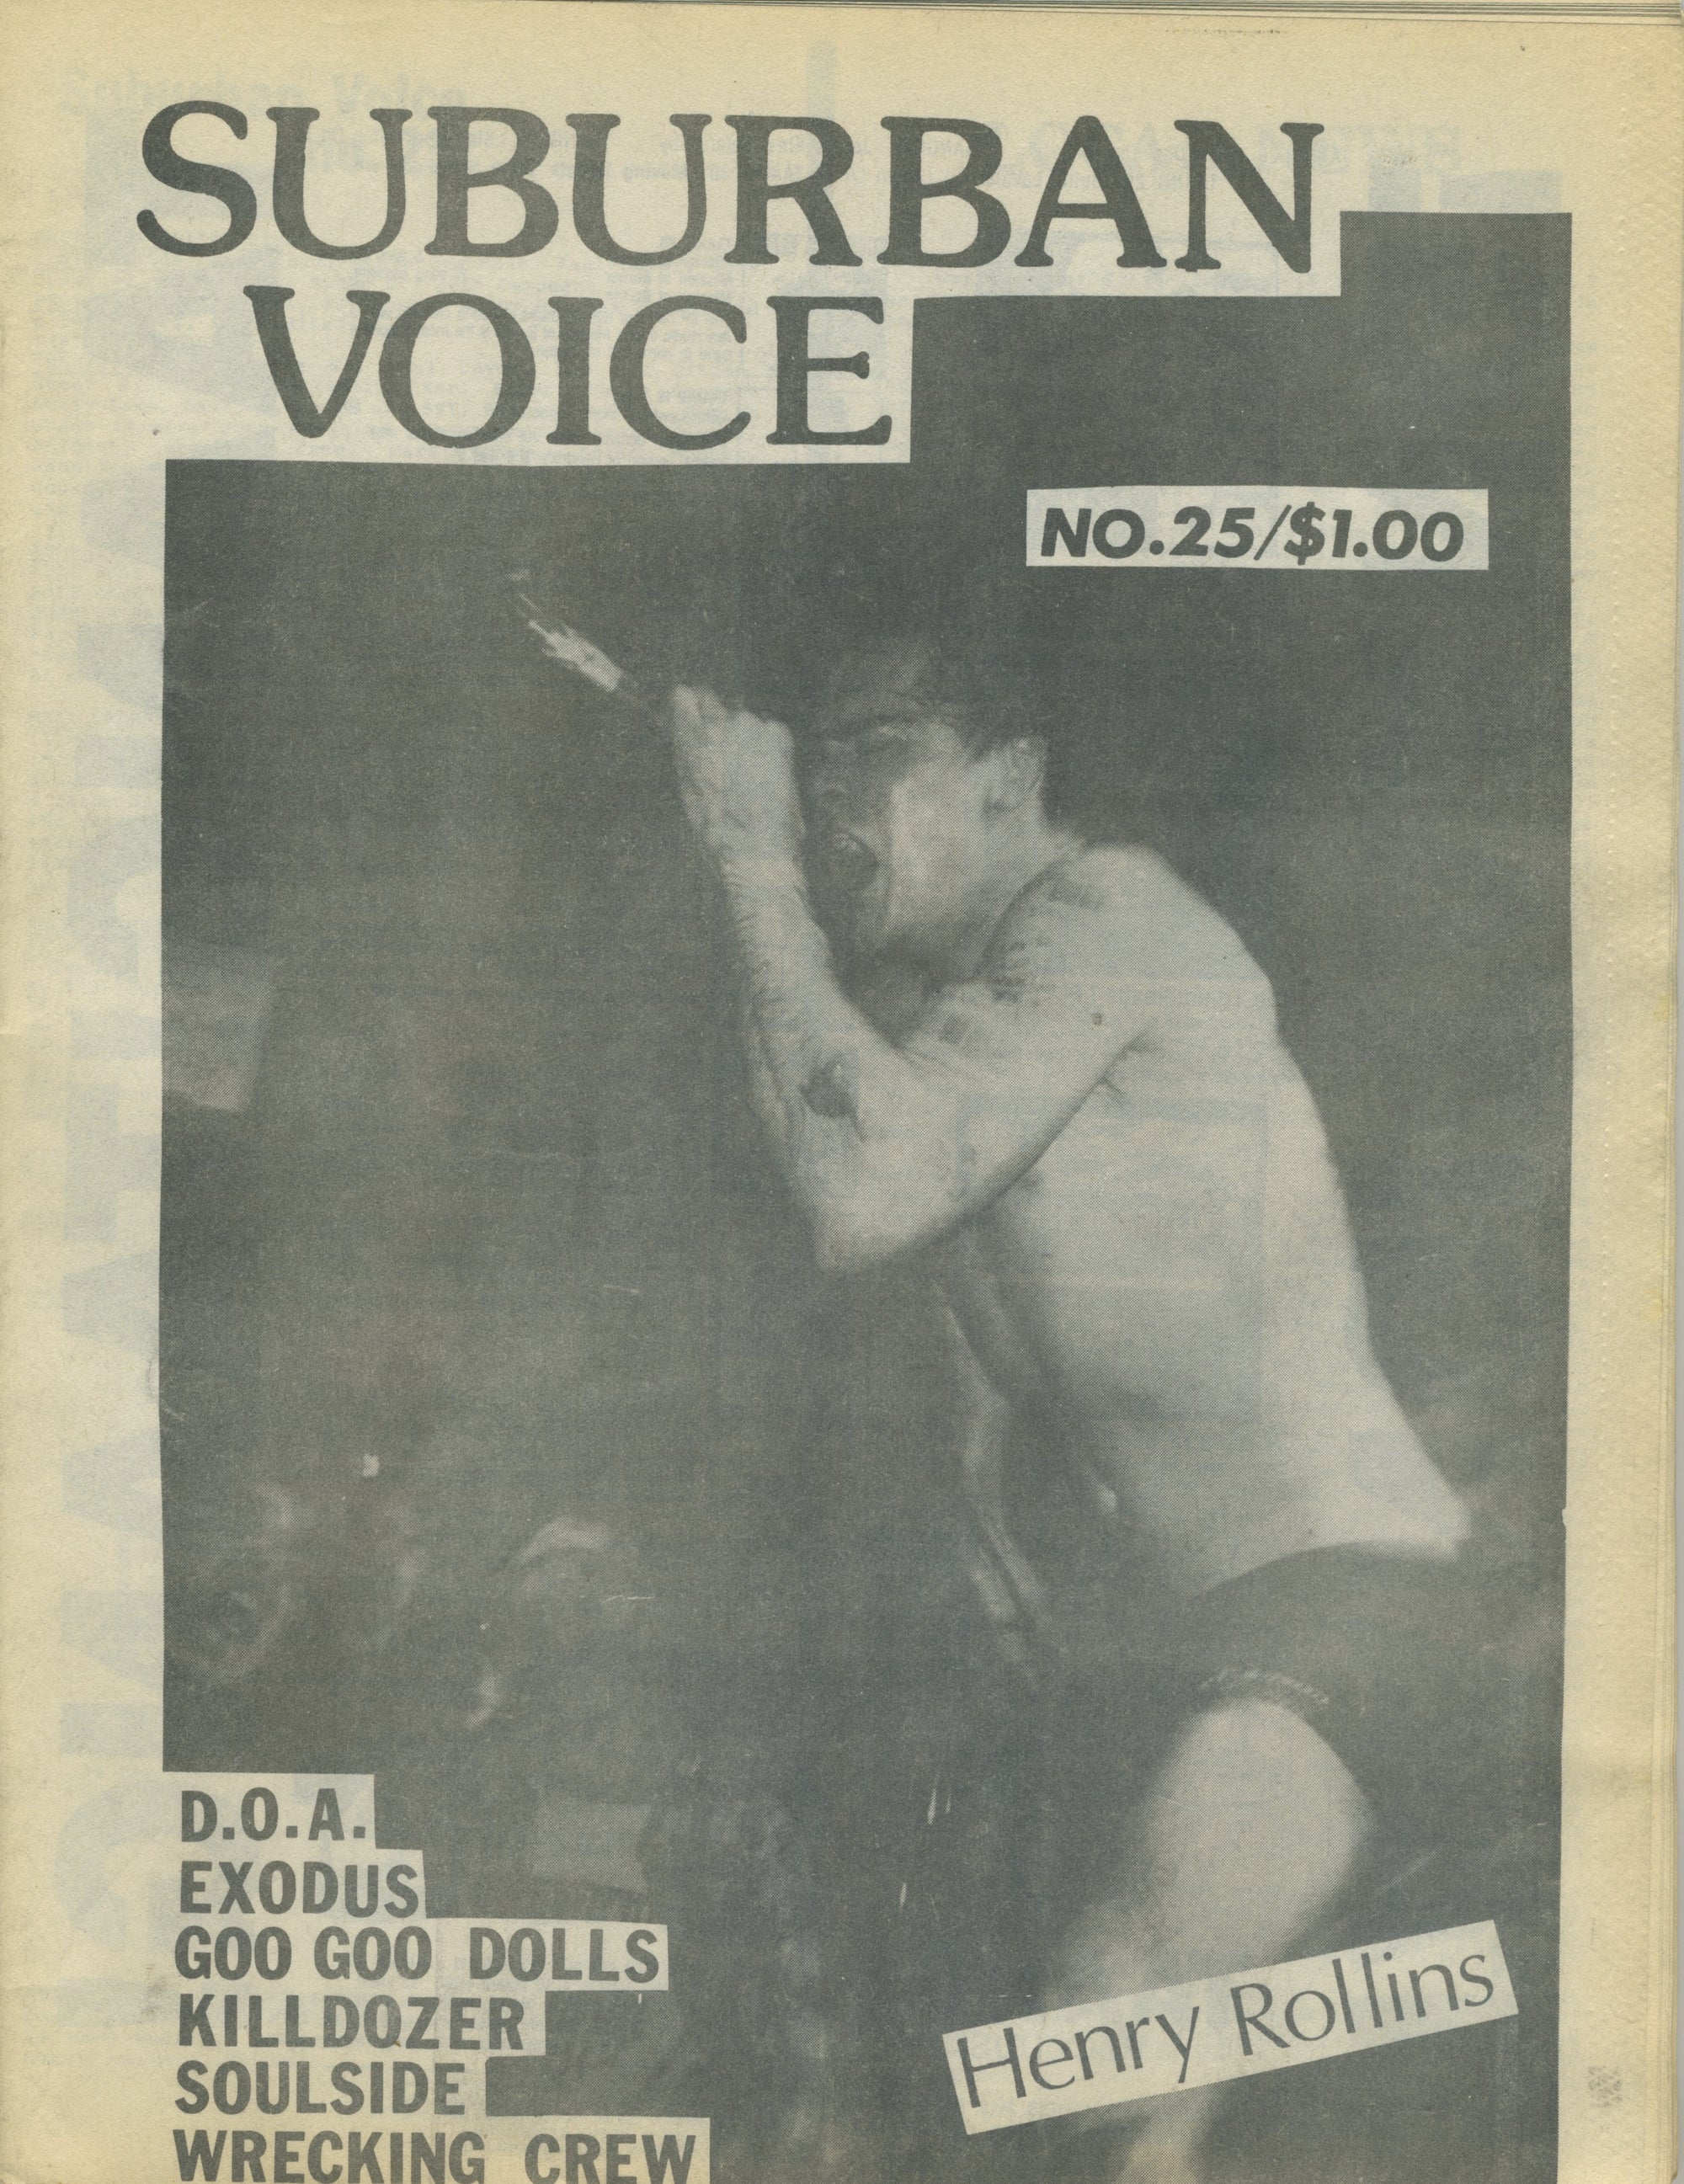 SUBURBAN
VOICE
NO.25/$1.00
D.O.A.
EXODUS
GOO GOO DOLLS
KILLDOZER
SOULSIDE
WRECKING CREW
Henry Rollins